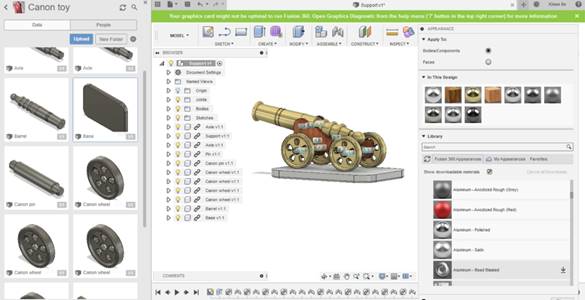 Canon toy
Data
People
Upload
New Folder
Axle
Axle
Barrel
Base
Canon pin
Canon wheel
Canon wheel
Canon wheel
Support v1*
Your graphics card might not be optimal to run Fusion 360. Open Graphics Diagnostic from the help menu ('?' button in the top right corner) for more information.
MODEL
SKETCH
CREATE
MODIFY
ASSEMBLE
CONSTRUCT
BROWSER
Support v1
Document Settings
Named Views
Origin
Joints
Bodies
Sketches
Axle v1:1
Support v1:1
Axle v1:1
Pin v1:1
Canon pin v1:1
Canon wheel v1:1
Canon wheel v1:1
Canon wheel v1:1
Canon wheel v1:1
Barrel v1:1
Base v1:1
COMMENTS
APPEARANCE
Apply To:
Bodies/Components
Faces
In This Design
Library
Search
Fusion 360 Appearances
My Appearances
Favorites
Show downloadable materials
Aluminum - Anodized Rough (Grey)
Aluminum - Anodized Rough (Red)
Aluminum - Polished
Aluminum - Satin
Aluminum - Bead Blasted